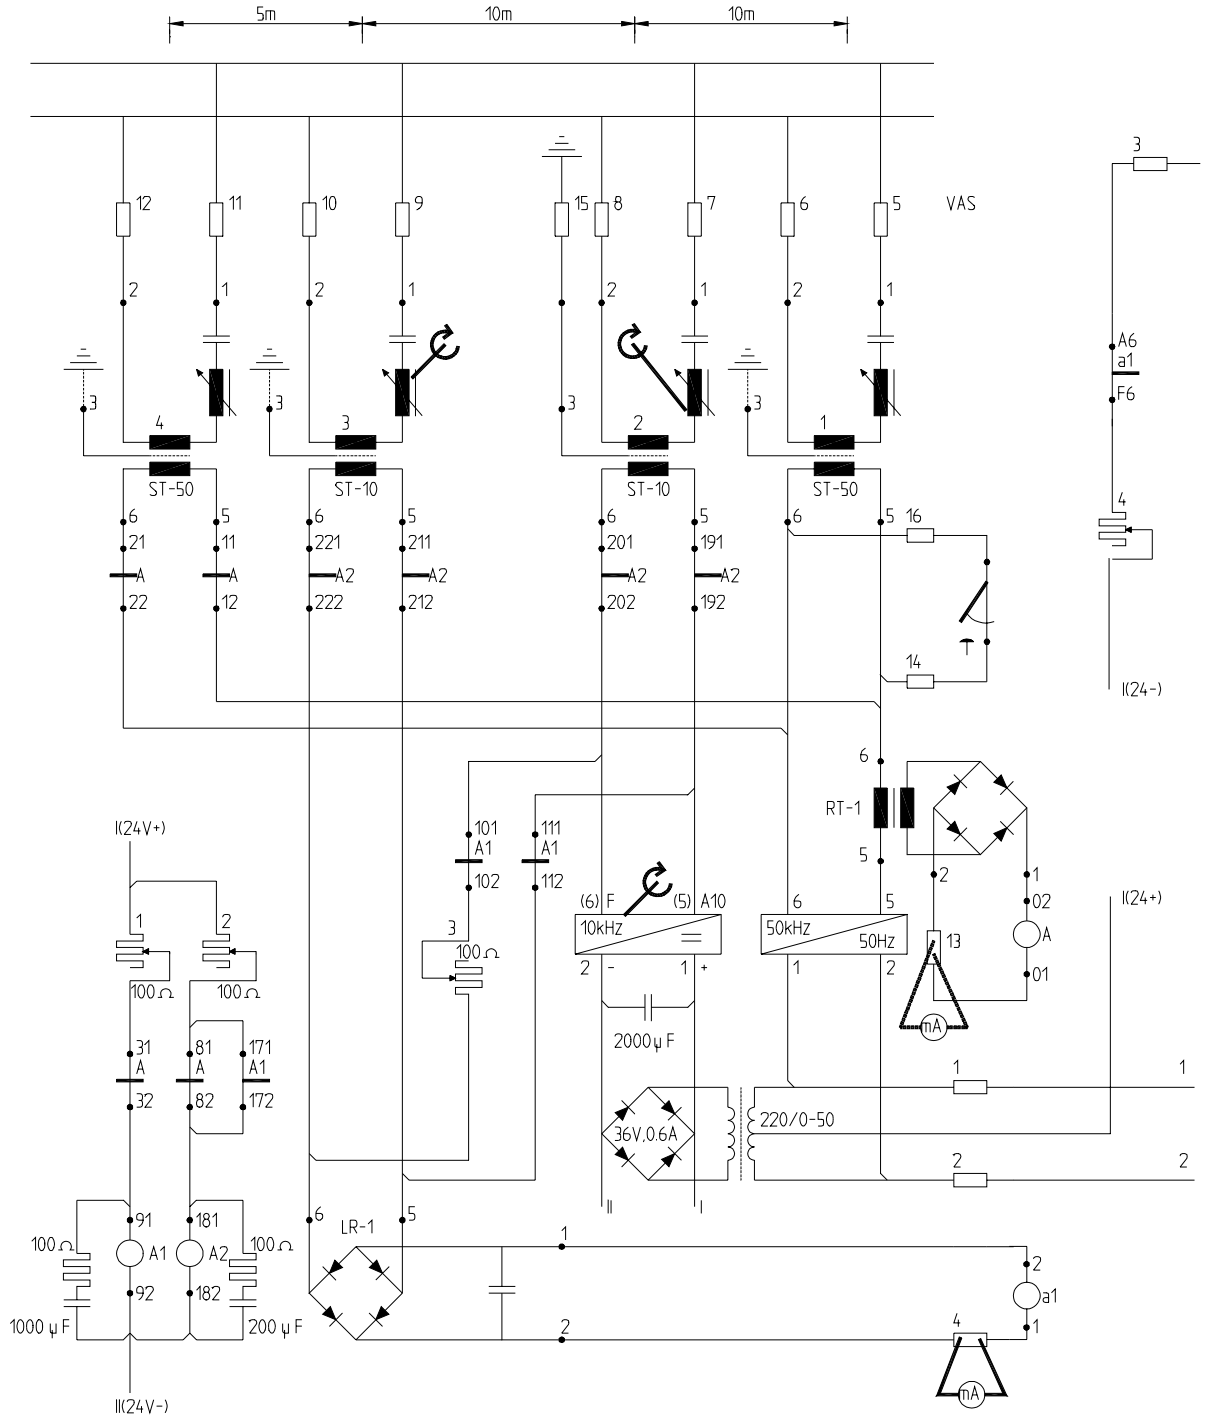 5m 10m 10m
3
12 11 10 9 15 8 7 6 5 VAS
2 1 2 1 2 1 2 1
A6
a1
F6
3 3 3 3
4 3 2 1
ST-50 ST-10 ST-10 ST-50
4
6 5 6 5 6 5 6 5 16
21 11 221 211 201 191
A A A2 A2 A2 A2
22 12 222 212 202 192
14
I(24-)
6
RT-1
I(24V+)
101 111
A1 A1
102 112
5
2 1
I(24+)
(6) F (5) A10 6 5 02
1 2 3
10kHz 50kHz 50Hz 13 A
100Ω
2 - 1 + 1 2 01
100Ω 100Ω
mA
2000μF
31 81 171
A A A1
32 82 172
1 1
36V,0.6A 220/0-50
2 2
II I
91 181 6 LR-1 5 1
100Ω A1 A2 100Ω
2
92 182 a1
1000μF 200μF 2 4 1
mA
II(24V-)